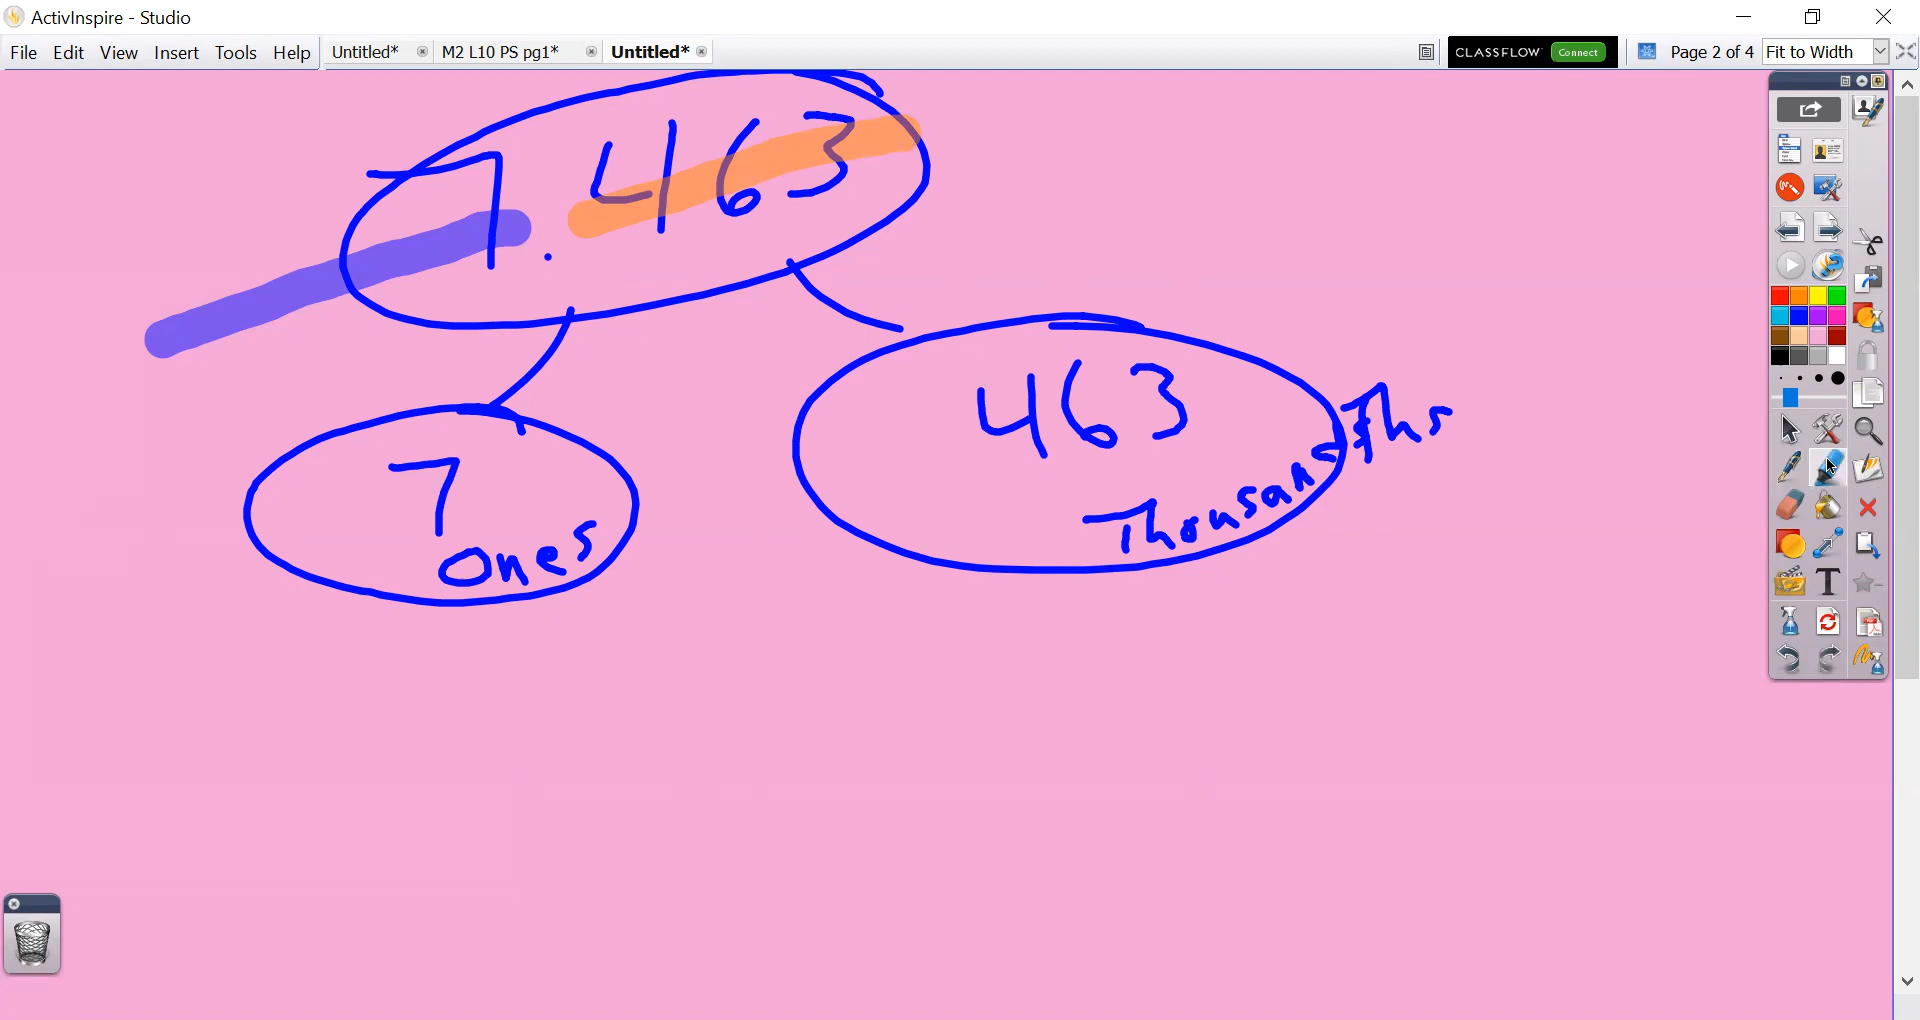 ActivInspire - Studio
File Edit View Insert Tools Help Untitled* M2 L10 PS pg1* Untitled* CLASSFLOW Connect Page 2 of 4 Fit to Width
7.463
463
7
Thousandths
Ones
T